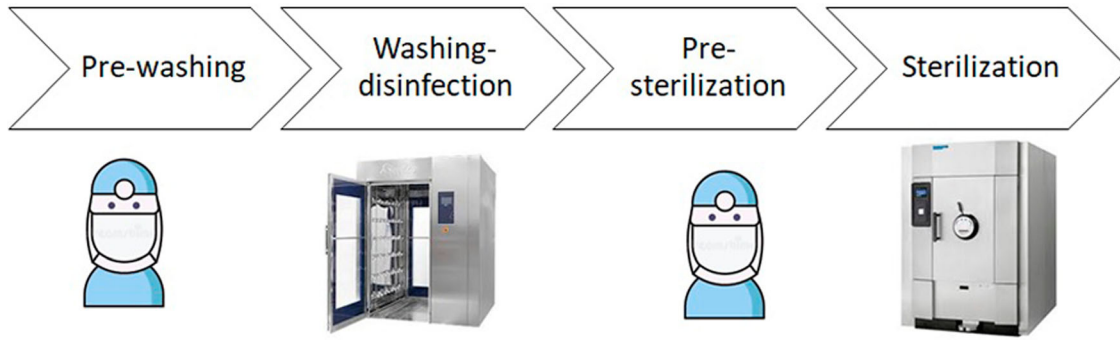 Pre-washing
Washing-
disinfection
Pre-
sterilization
Sterilization